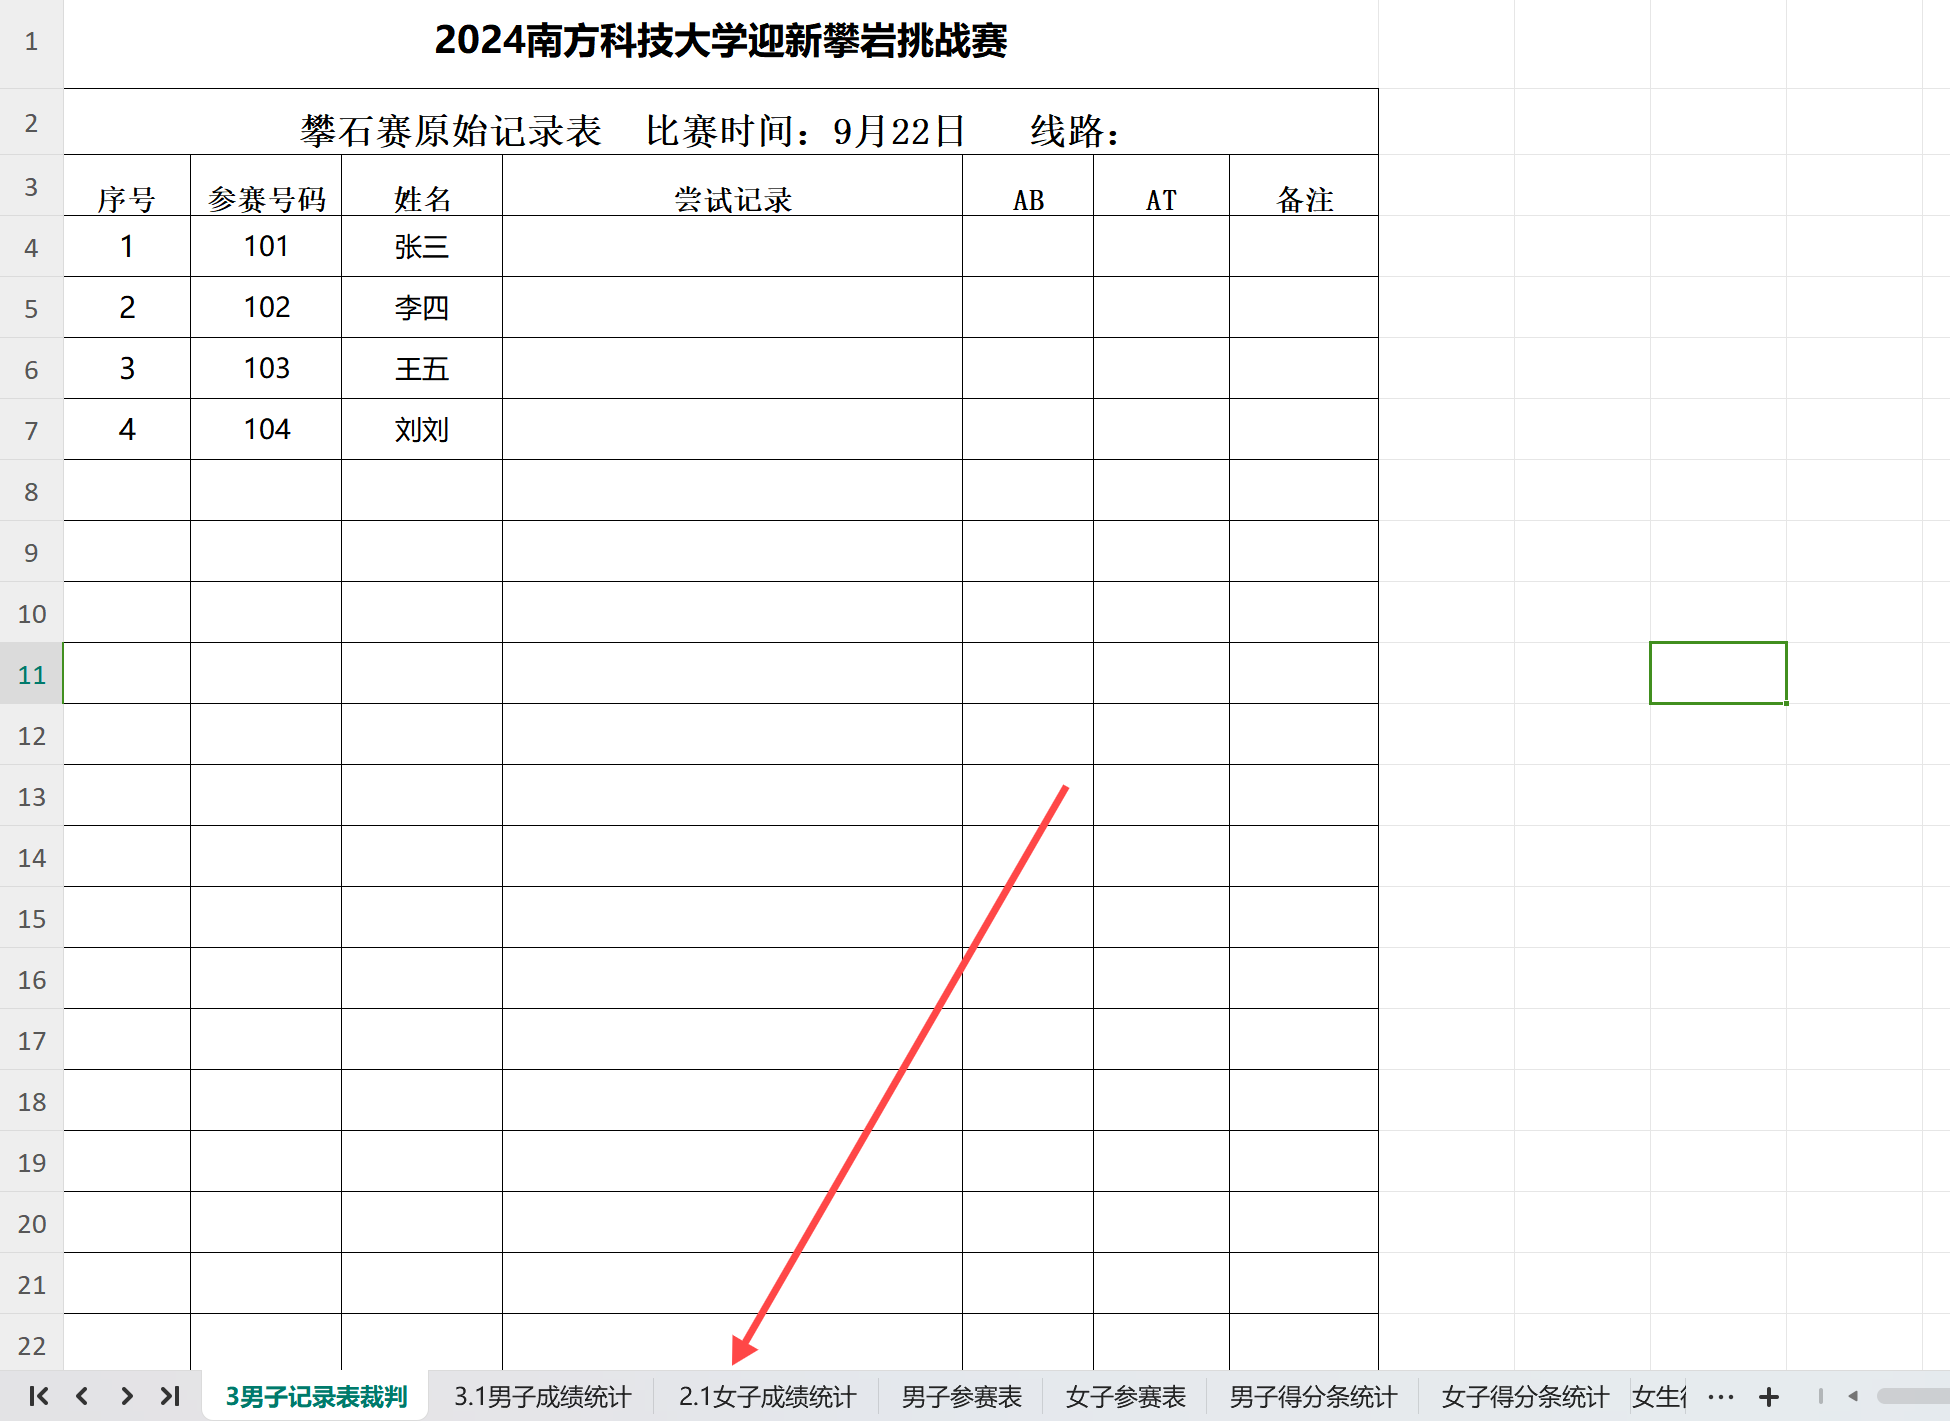 1 2024南方科技大学迎新攀岩挑战赛
2 攀石赛原始记录表 比赛时间：9月22日 线路：
3 序号 参赛号码 姓名 尝试记录 AB AT 备注
4 1 101 张三
5 2 102 李四
6 3 103 王五
7 4 104 刘刘
8
9
10
11
12
13
14
15
16
17
18
19
20
21
22
3男子记录表裁判 3.1男子成绩统计 2.1女子成绩统计 男子参赛表 女子参赛表 男子得分条统计 女子得分条统计 女生